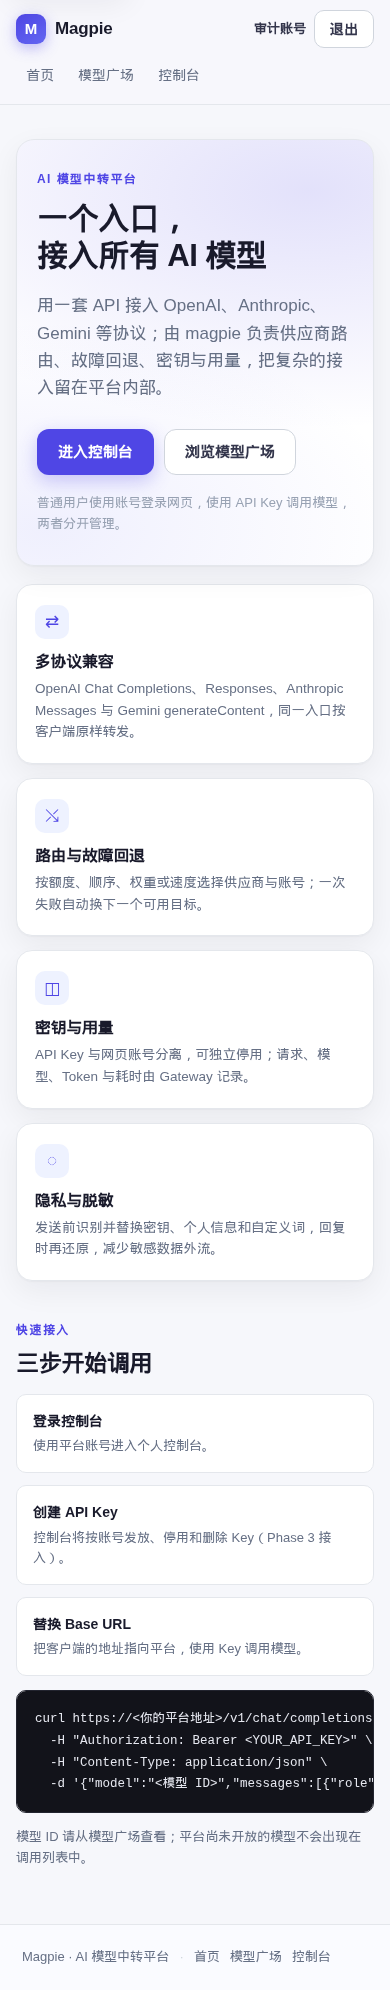 M Magpie 审计账号 退出
首页 模型广场 控制台
AI 模型中转平台
一个入口，
接入所有 AI 模型
用一套 API 接入 OpenAI、Anthropic、
Gemini 等协议；由 magpie 负责供应商路
由、故障回退、密钥与用量，把复杂的接
入留在平台内部。
进入控制台 浏览模型广场
普通用户使用账号登录网页，使用 API Key 调用模型，
两者分开管理。
多协议兼容
OpenAI Chat Completions、Responses、Anthropic
Messages 与 Gemini generateContent，同一入口按
客户端原样转发。
路由与故障回退
按额度、顺序、权重或速度选择供应商与账号；一次
失败自动换下一个可用目标。
密钥与用量
API Key 与网页账号分离，可独立停用；请求、模
型、Token 与耗时由 Gateway 记录。
隐私与脱敏
发送前识别并替换密钥、个人信息和自定义词，回复
时再还原，减少敏感数据外流。
快速接入
三步开始调用
登录控制台
使用平台账号进入个人控制台。
创建 API Key
控制台将按账号发放、停用和删除 Key（Phase 3 接
入）。
替换 Base URL
把客户端的地址指向平台，使用 Key 调用模型。
curl https://<你的平台地址>/v1/chat/completions
-H "Authorization: Bearer <YOUR_API_KEY>" \
-H "Content-Type: application/json" \
-d '{"model":"<模型 ID>","messages":[{"role"
模型 ID 请从模型广场查看；平台尚未开放的模型不会出现在
调用列表中。
Magpie · AI 模型中转平台 · 首页 模型广场 控制台